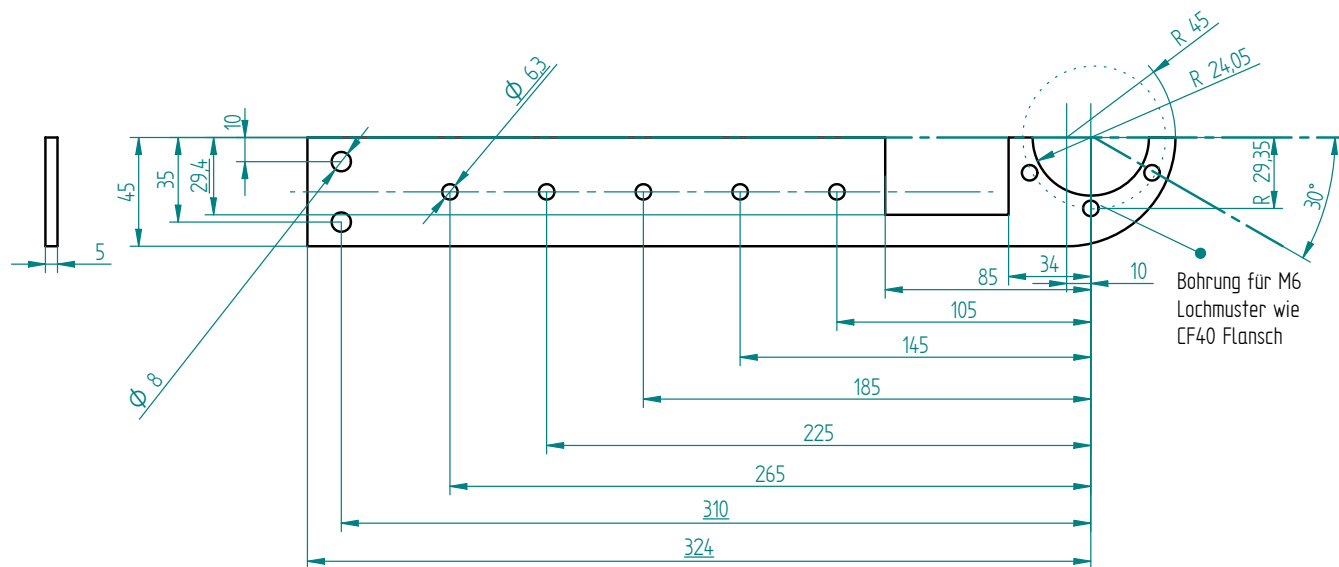 R 45
R 24,05
Φ 6,3
10
45
35
29,4
R 29,35
30°
5
34
10
85
Bohrung für M6
Lochmuster wie
CF40 Flansch
105
145
Φ 8
185
225
265
310
324